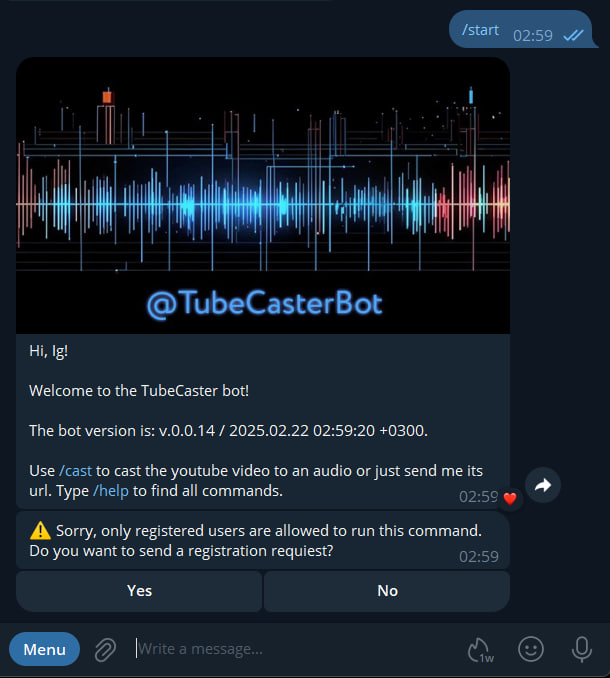 /start 02:59
@TubeCasterBot
Hi, Ig!
Welcome to the TubeCaster bot!
The bot version is: v.0.0.14 / 2025.02.22 02:59:20 +0300.
Use /cast to cast the youtube video to an audio or just send me its
url. Type /help to find all commands.
02:59
⚠️ Sorry, only registered users are allowed to run this command.
Do you want to send a registration requiest?
02:59
Yes
No
Menu
Write a message...
1w